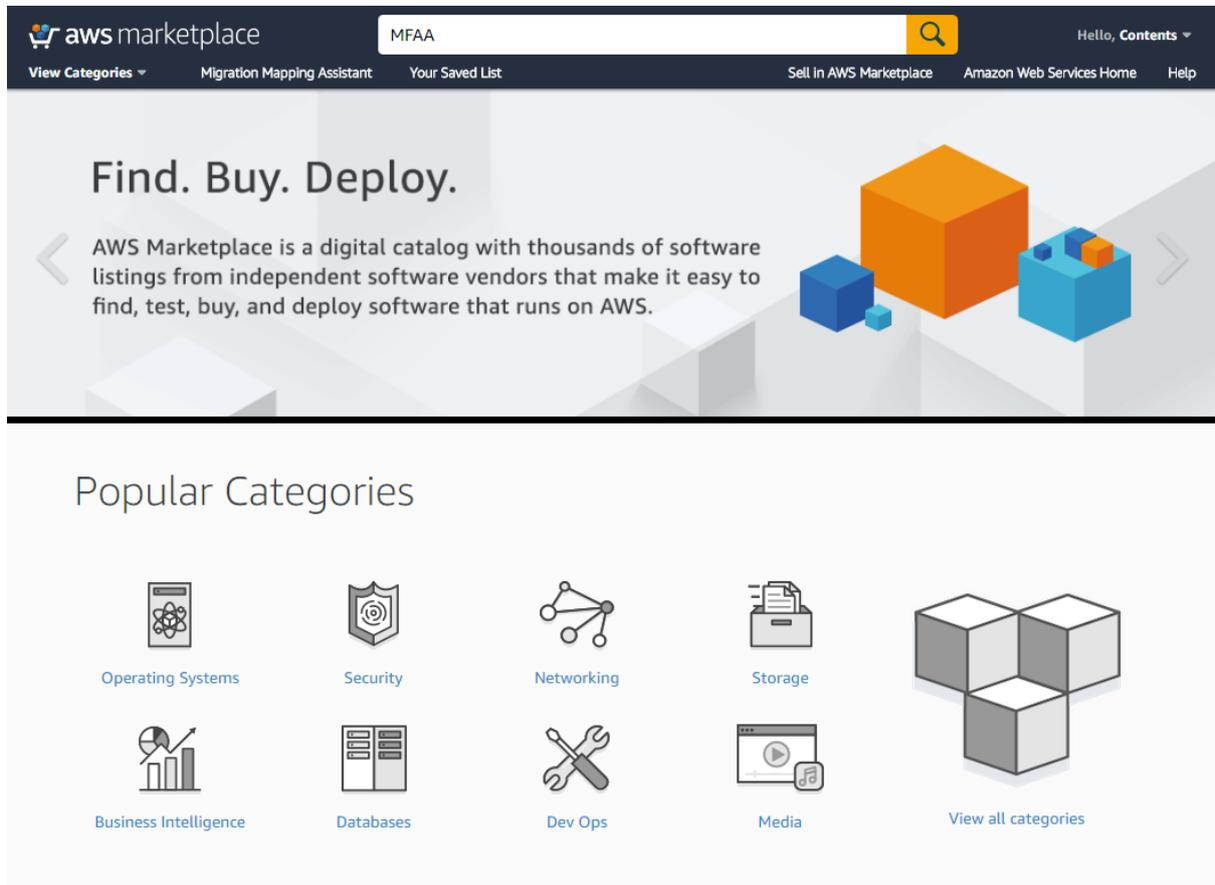 aws marketplace
MFAA
Hello, Contents
View Categories
Migration Mapping Assistant
Your Saved List
Sell in AWS Marketplace
Amazon Web Services Home
Help
Find. Buy. Deploy.
AWS Marketplace is a digital catalog with thousands of software
listings from independent software vendors that make it easy to
find, test, buy, and deploy software that runs on AWS.
Popular Categories
Operating Systems
Security
Networking
Storage
Business Intelligence
Databases
Dev Ops
Media
View all categories